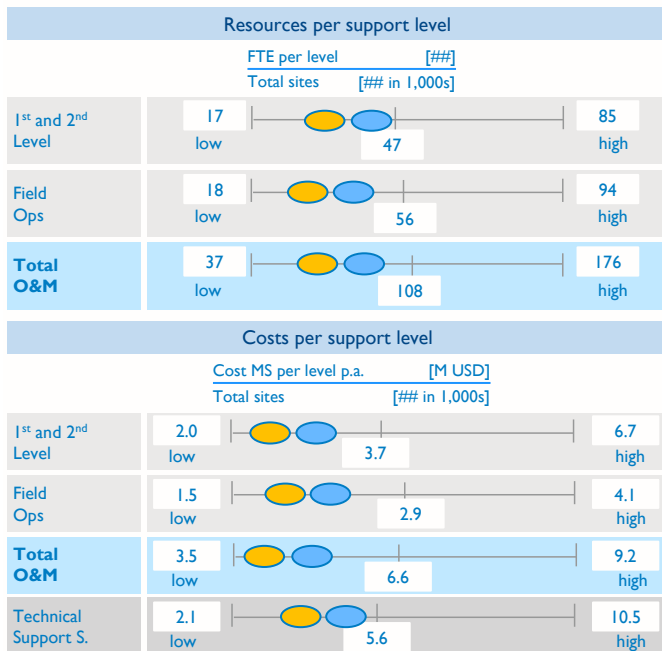 Resources per support level
FTE per level [##]
Total sites [## in 1,000s]
1st and 2nd
Level
17
low
47
85
high
Field
Ops
18
low
56
94
high
Total
O&M
37
low
108
176
high
Costs per support level
Cost MS per level p.a. [M USD]
Total sites [## in 1,000s]
1st and 2nd
Level
2.0
low
3.7
6.7
high
Field
Ops
1.5
low
2.9
4.1
high
Total
O&M
3.5
low
6.6
9.2
high
Technical
Support S.
2.1
low
5.6
10.5
high